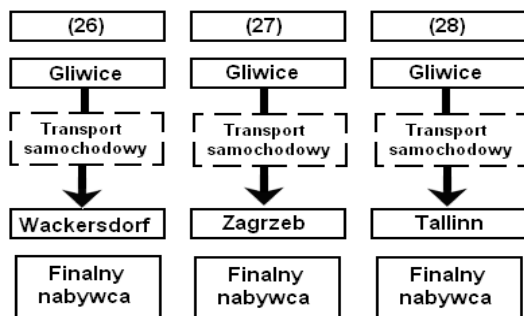 (26)
(27)
(28)
Gliwice
Gliwice
Gliwice
Transport
samochodowy
Transport
samochodowy
Transport
samochodowy
Wackersdorf
Zagrzeb
Tallinn
Finalny
nabywca
Finalny
nabywca
Finalny
nabywca